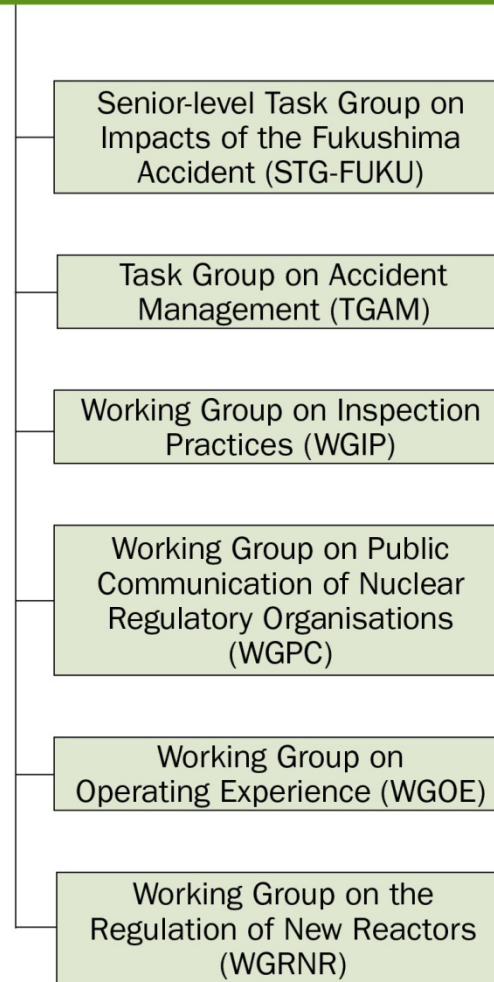 Senior-level Task Group on
Impacts of the Fukushima
Accident (STG-FUKU)
Task Group on Accident
Management (TGAM)
Working Group on Inspection
Practices (WGIP)
Working Group on Public
Communication of Nuclear
Regulatory Organisations
(WGPC)
Working Group on
Operating Experience (WGOE)
Working Group on the
Regulation of New Reactors
(WGRNR)